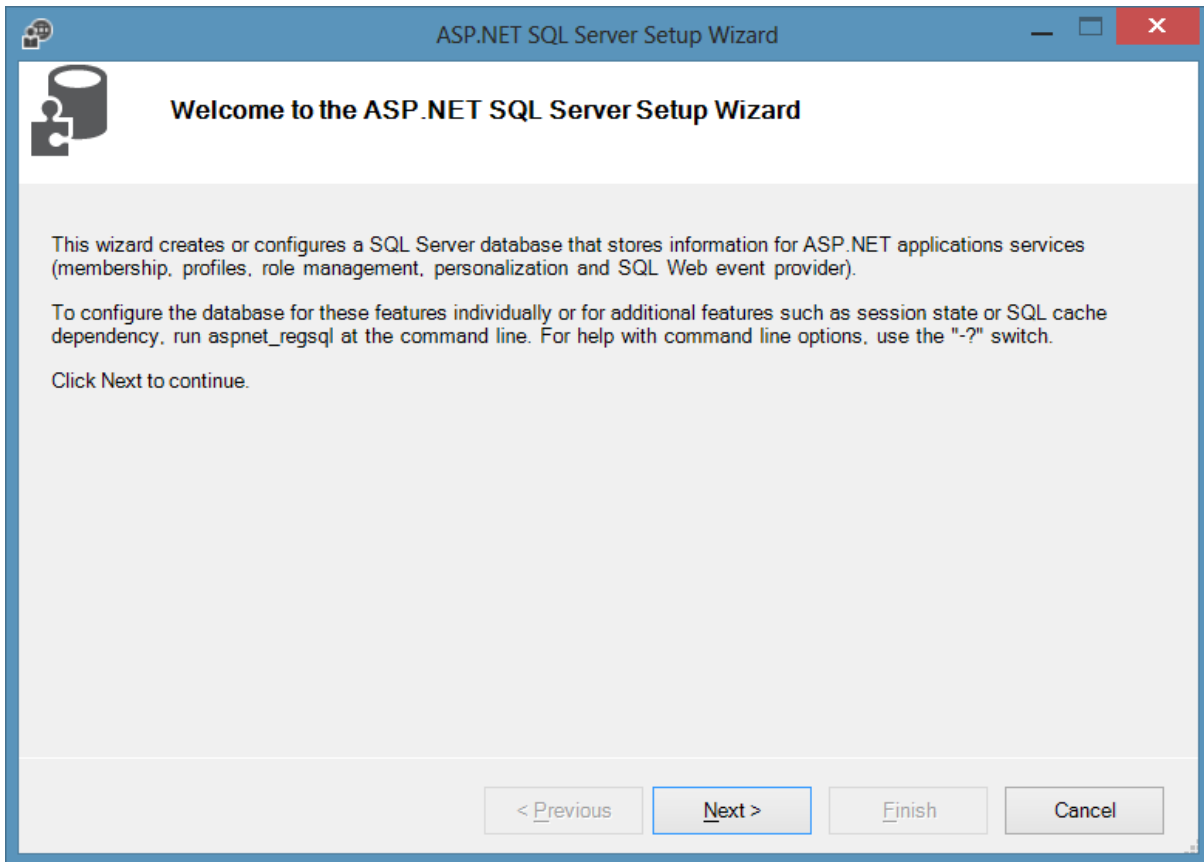 ASP.NET SQL Server Setup Wizard
Welcome to the ASP.NET SQL Server Setup Wizard
This wizard creates or configures a SQL Server database that stores information for ASP.NET applications services
(membership, profiles, role management, personalization and SQL Web event provider).
To configure the database for these features individually or for additional features such as session state or SQL cache
dependency, run aspnet_regsql at the command line. For help with command line options, use the "-?" switch.
Click Next to continue.
< Previous
Next >
Finish
Cancel